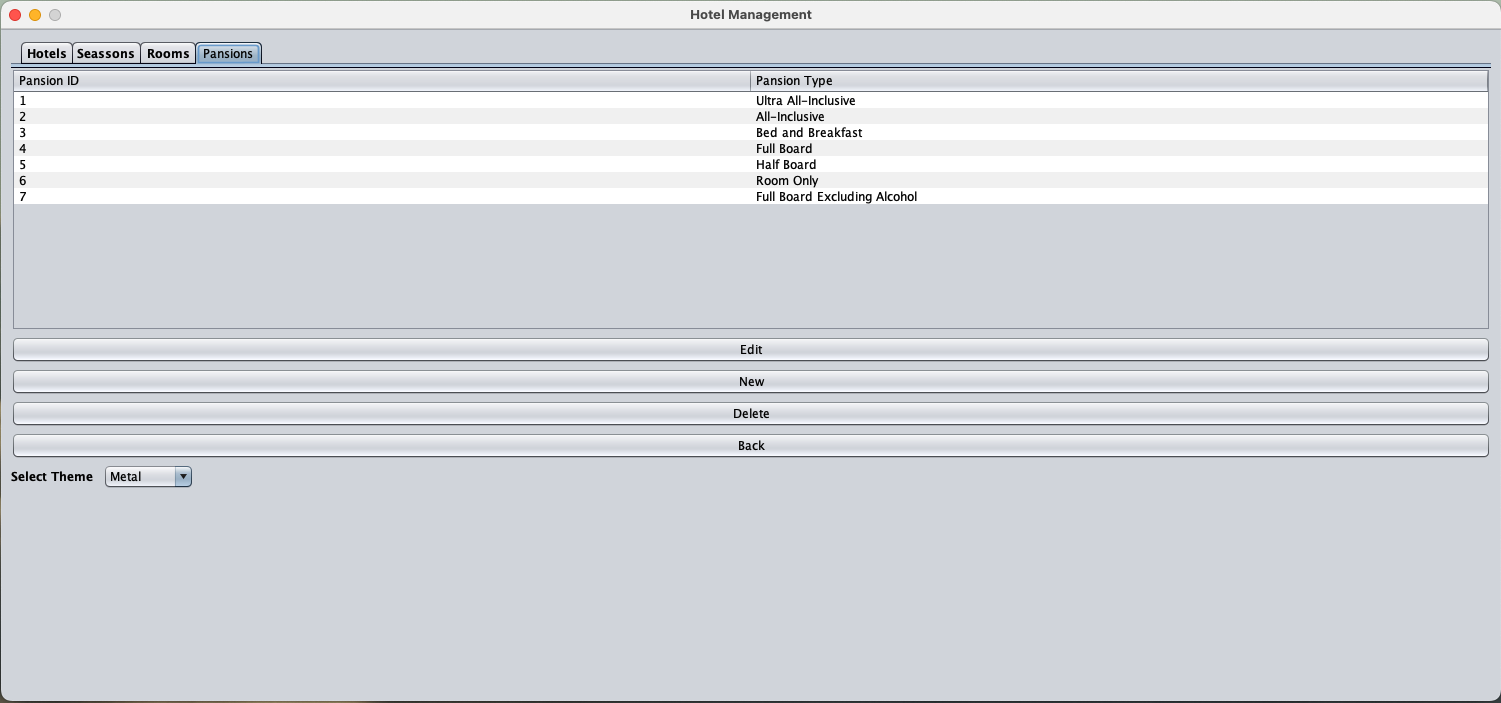 Hotel Management
Hotels Seassons Rooms Pansions
Pansion ID Pansion Type
1 Ultra All-Inclusive
2 All-Inclusive
3 Bed and Breakfast
4 Full Board
5 Half Board
6 Room Only
7 Full Board Excluding Alcohol
Edit
New
Delete
Back
Select Theme Metal